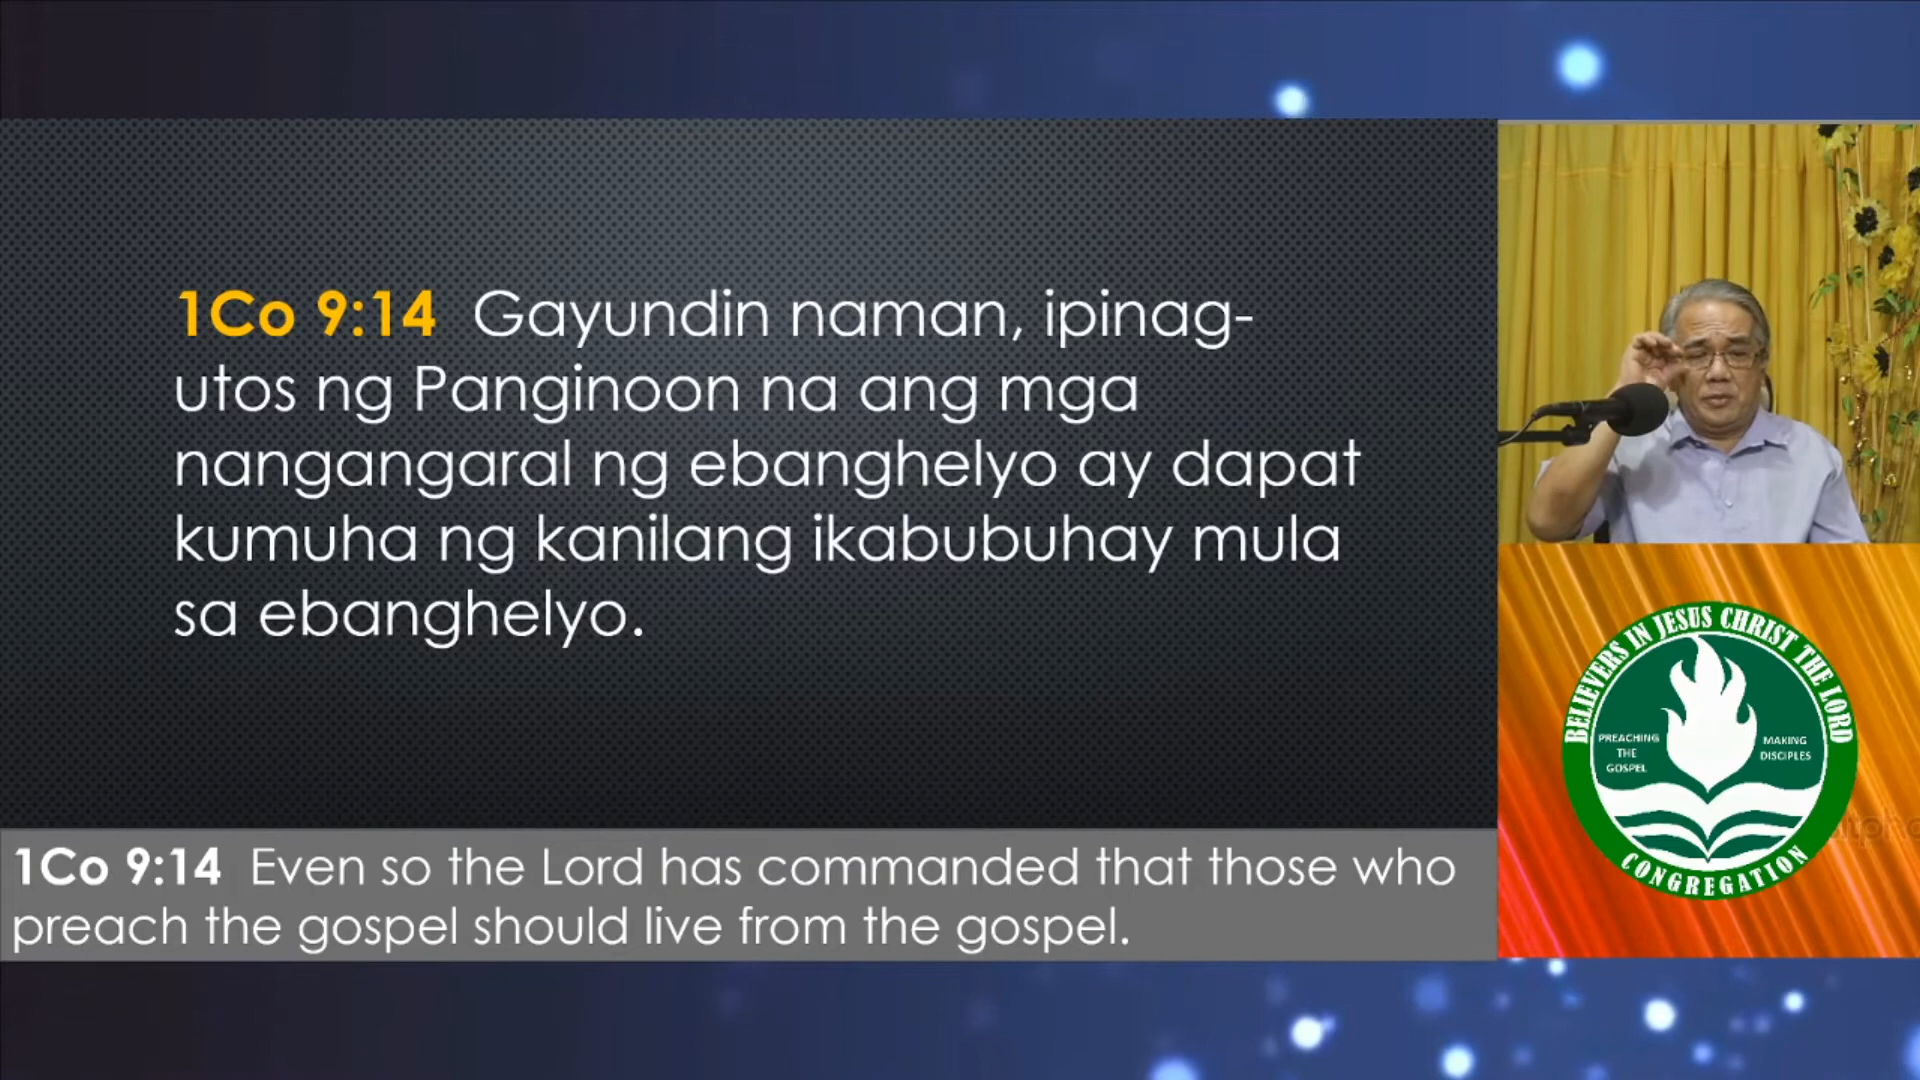 1Co 9:14 Gayundin naman, ipinag-
utos ng Panginoon na ang mga
nangangaral ng ebanghelyo ay dapat
kumuha ng kanilang ikabubuhay mula
sa ebanghelyo.
1Co 9:14 Even so the Lord has commanded that those who
preach the gospel should live from the gospel.
BELIEVERS IN JESUS CHRIST THE LORD
PREACHING
THE
GOSPEL
MAKING
DISCIPLES
CONGREGATION